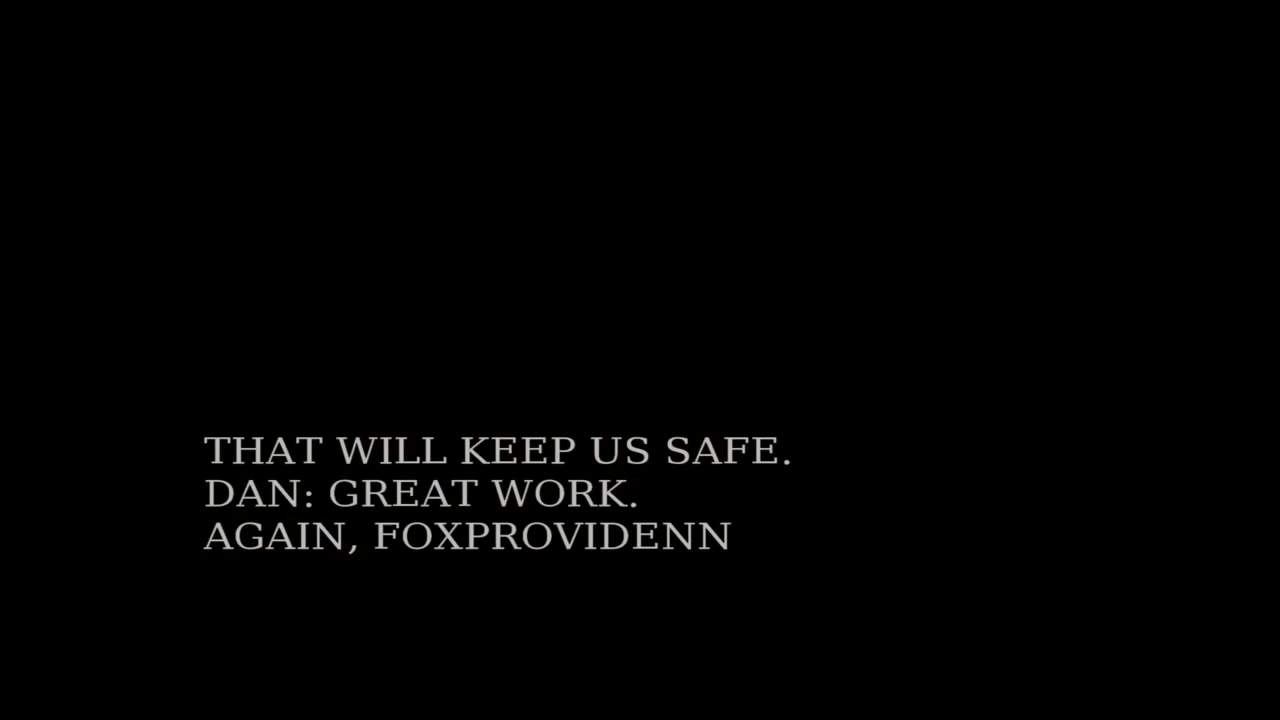 THAT WILL KEEP US SAFE.
DAN: GREAT WORK.
AGAIN, FOXPROVIDENN